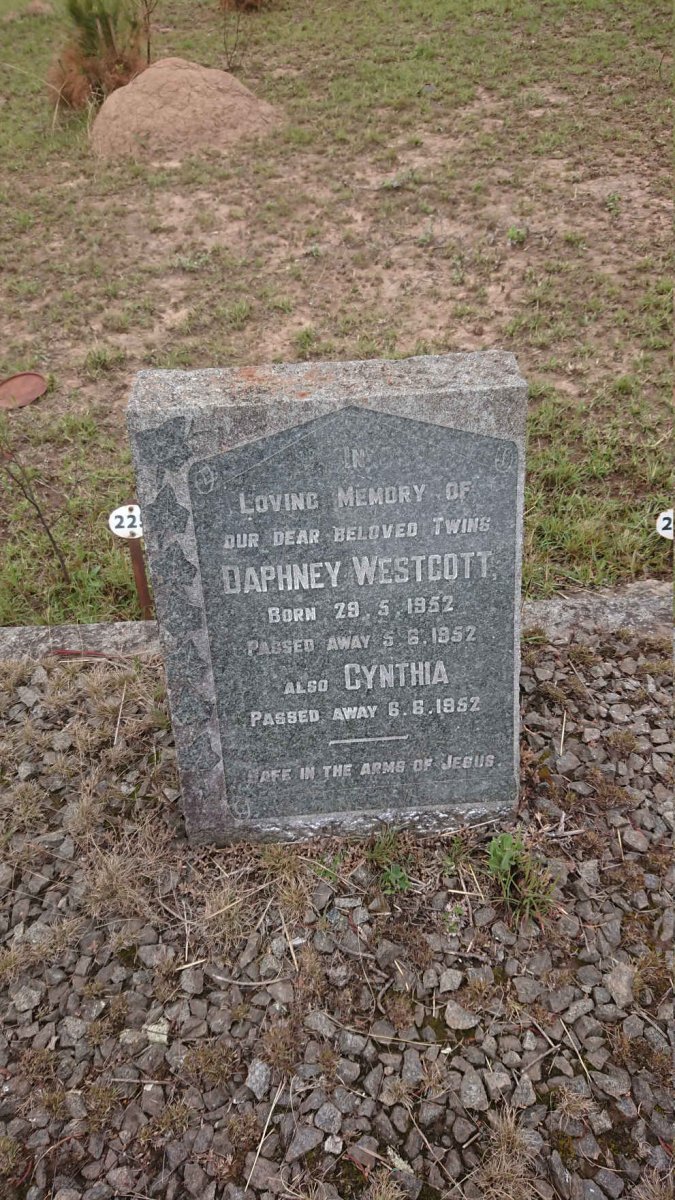 IN
LOVING MEMORY OF
OUR DEAR BELOVED TWINS
DAPHNEY WESTCOTT,
BORN 29.5.1952
PASSED AWAY 5.6.1952
ALSO CYNTHIA
PASSED AWAY 6.6.1952
SAFE IN THE ARMS OF JESUS
22
2